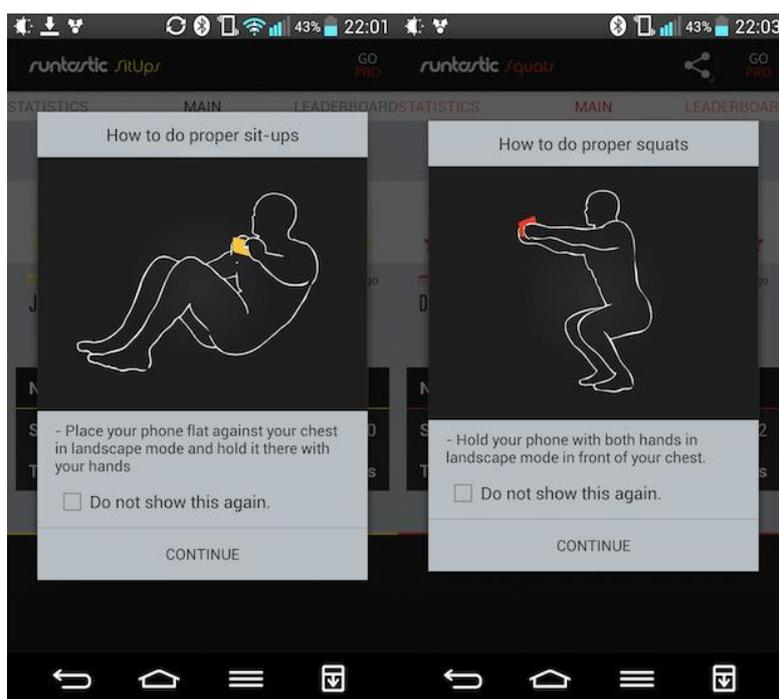 43% 22:01
runtastic SitUps
GO
PRO
STATISTICS MAIN LEADERBOARD
How to do proper sit-ups
- Place your phone flat against your chest
in landscape mode and hold it there with
your hands
Do not show this again.
CONTINUE
43% 22:03
runtastic Squats
GO
PRO
STATISTICS MAIN LEADERBOAR
How to do proper squats
- Hold your phone with both hands in
landscape mode in front of your chest.
Do not show this again.
CONTINUE